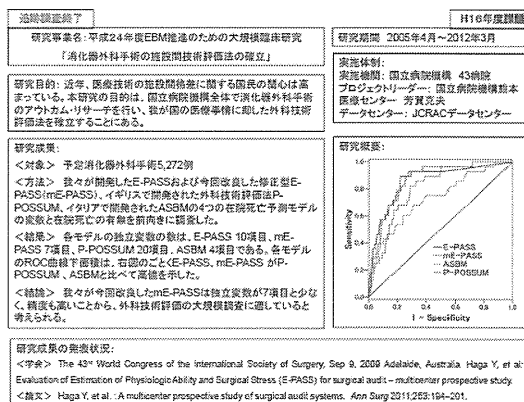 追跡調査終了
H16年度課題
研究事業名：平成24年度EBM推進のための大規模臨床研究
「消化器外科手術の施設間技術評価法の確立」
研究期間 2005年4月～2012年3月
研究目的: 近年、医療技術の施設間格差に関する国民の関心は高まっている。本研究の目的は、国立病院機構全体で消化器外科手術のアウトカム・リサーチを行い、我が国の医療事情に即した外科技術評価法を確立することにある。
実施体制:
実施機関: 国立病院機構 43病院
プロジェクトリーダー: 国立病院機構熊本
医療センター 芳賀克夫
データセンター: JCRACデータセンター
研究成果:
＜対象＞ 予定消化器外科手術5,272例
＜方法＞ 我々が開発したE-PASSおよび今回改良した修正型E-PASS(mE-PASS)、イギリスで開発された外科技術評価法P-POSSUM、イタリアで開発されたASBMの4つの在院死亡予測モデルの変数と在院死亡の有無を前向きに調査した。
＜結果＞ 各モデルの独立変数の数は、E-PASS 10項目、mE-PASS 7項目、P-POSSUM 20項目、ASBM 4項目である。各モデルのROC曲線下面積は、右図のごとくE-PASS, mE-PASS がP-POSSUM 、ASBMと比べて高値を示した。
＜結論＞ 我々が今回改良したmE-PASSは独立変数が7項目と少なく、精度も高いことから、外科技術評価の大規模調査に適していると考えられる。
研究概要:
Sensitivity
1.0
0.8
0.6
0.4
0.2
0.0
E-PASS
mE-PASS
ASBM
P-POSSUM
0.0 0.2 0.4 0.6 0.8 1.0
1 - Specificity
研究成果の発表状況:
＜学会＞ The 43rd World Congress of the International Society of Surgery, Sep 9, 2009 Adelaide, Australia Haga Y, et al:
Evaluation of Estimation of Physiologic Ability and Surgical Stress (E-PASS) for surgical audit – multicenter prospective study.
＜論文＞ Haga Y, et al. : A multicenter prospective study of surgical audit systems. Ann Surg 2011;253:194-201.